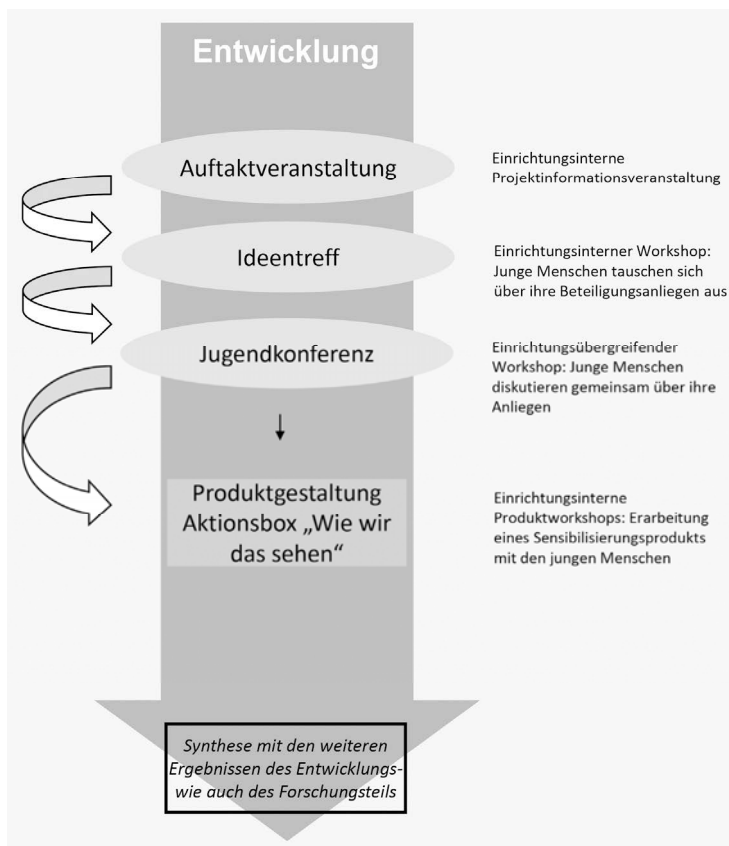 Entwicklung
Auftaktveranstaltung
Einrichtungsinterne
Projektinformationsveranstaltung
Ideentreff
Einrichtungsinterner Workshop:
Junge Menschen tauschen sich
über ihre Beteiligungsanliegen aus
Jugendkonferenz
Einrichtungsübergreifender
Workshop: Junge Menschen
diskutieren gemeinsam über ihre
Anliegen
Produktgestaltung
Aktionsbox „Wie wir
das sehen“
Einrichtungsinterne
Produktworkshops: Erarbeitung
eines Sensibilisierungsprodukts
mit den jungen Menschen
Synthese mit den weiteren
Ergebnissen des Entwicklungs-
wie auch des Forschungsteils